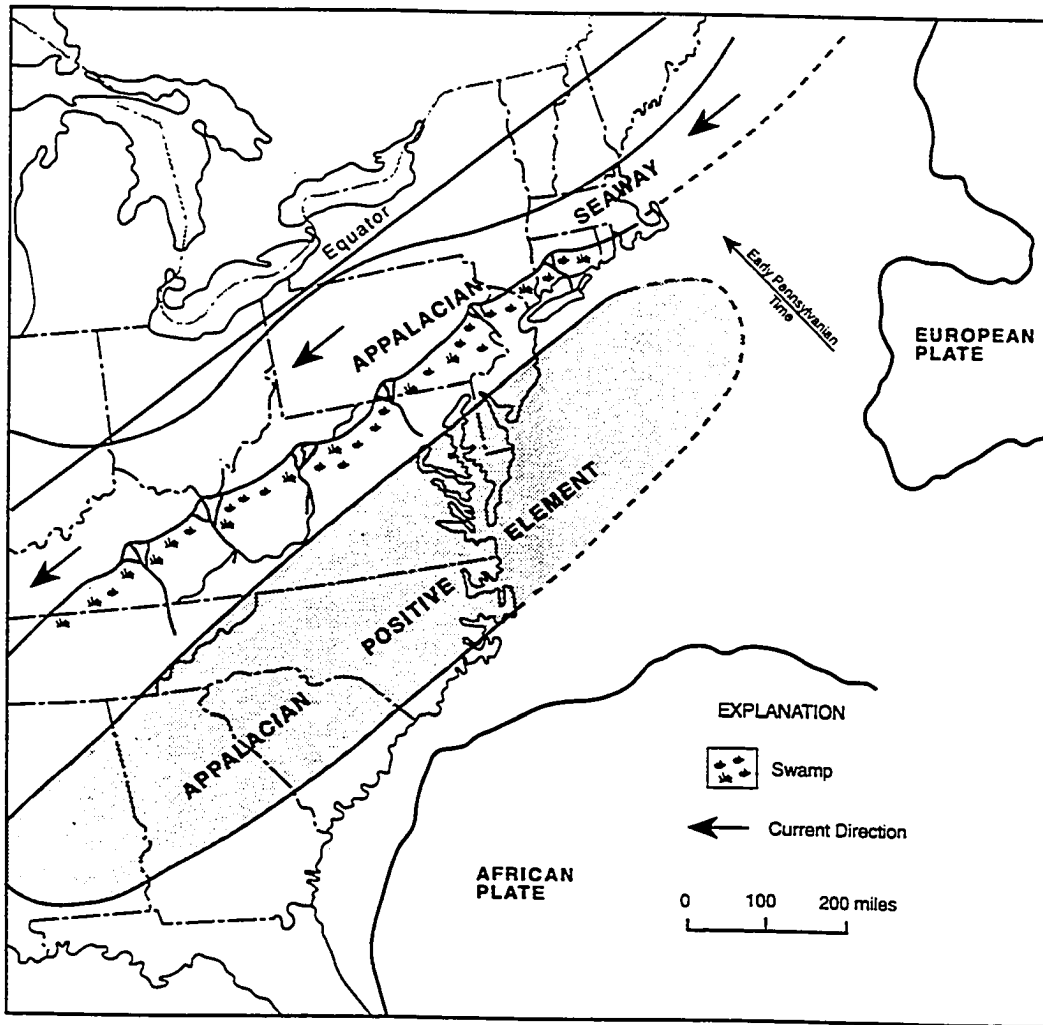 Equator
APPALACIAN
SEAWAY
Early Pennsylvanian
Time
EUROPEAN
PLATE
APPALACIAN
POSITIVE
ELEMENT
AFRICAN
PLATE
EXPLANATION
Swamp
Current Direction
0 100 200 miles